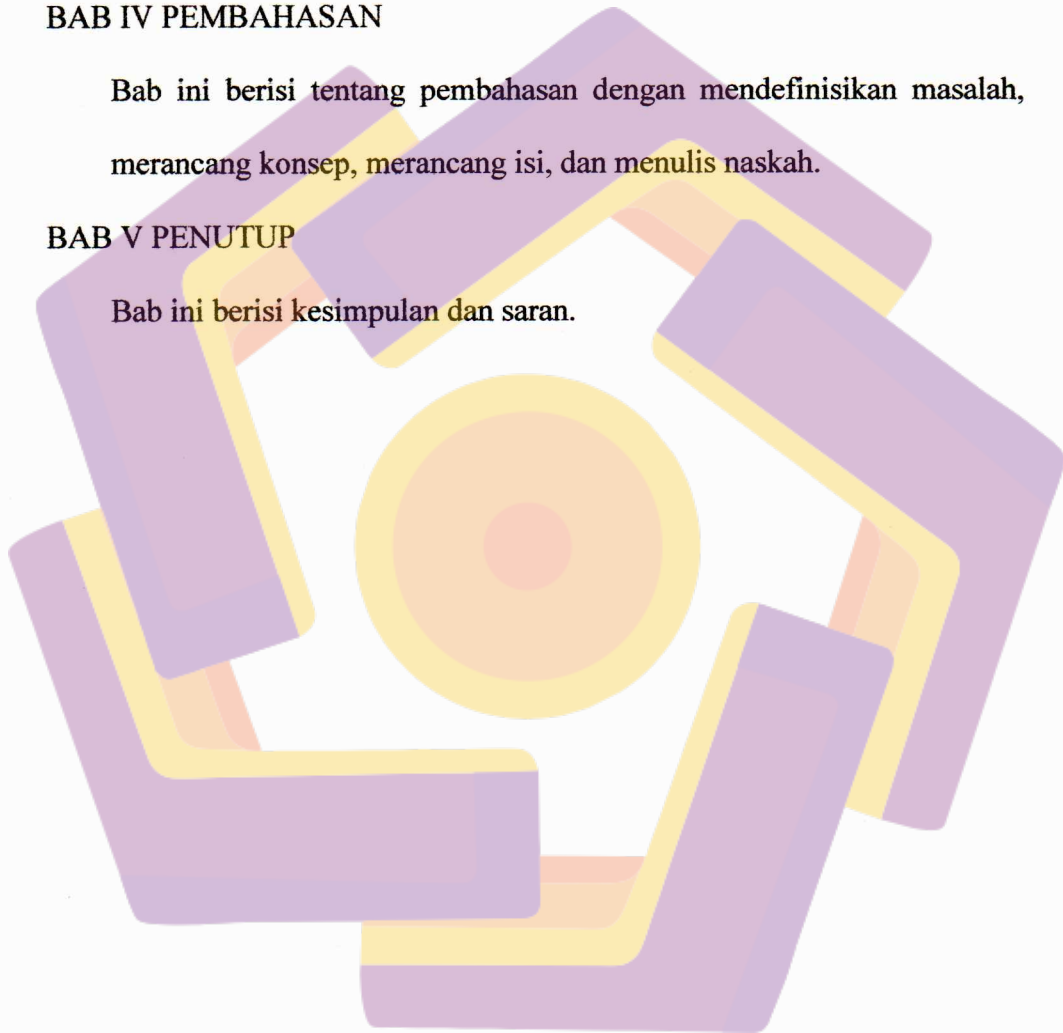 BAB IV PEMBAHASAN
Bab ini berisi tentang pembahasan dengan mendefinisikan masalah,
merancang konsep, merancang isi, dan menulis naskah.
BAB V PENUTUP
Bab ini berisi kesimpulan dan saran.